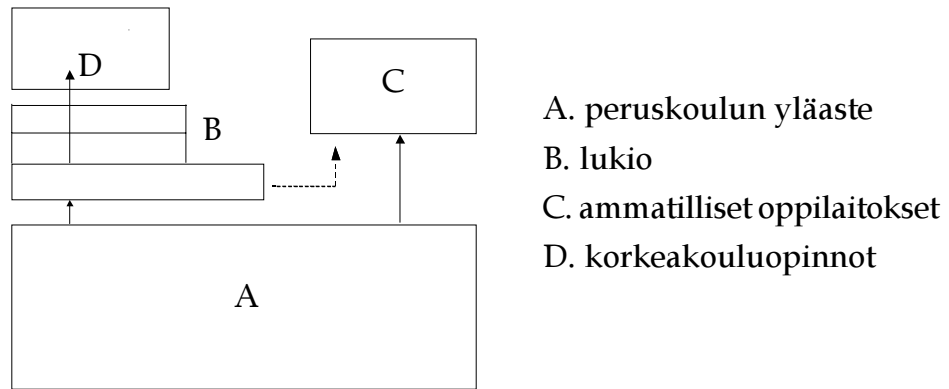 D
C
B
A
A. peruskoulun yläaste
B. lukio
C. ammatilliset oppilaitokset
D. korkeakouluopinnot